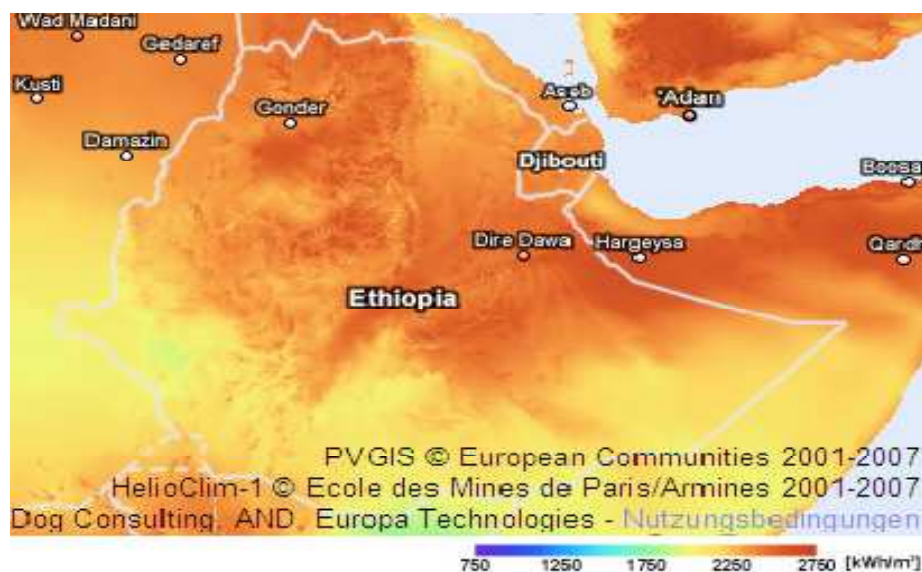 Wad Madani
Gedaref
Kusti
Gonder
Damazin
Aseb
'Adan
Djibouti
Boosa
Dire Dawa
Hargeysa
Qardh
Ethiopia
PVGIS © European Communities 2001-2007
HelioClim-1 © Ecole des Mines de Paris/Armines 2001-2007
Dog Consulting, AND, Europa Technologies - Nutzungsbedingungen
750 1250 1750 2250 2750 [kWh/m²]